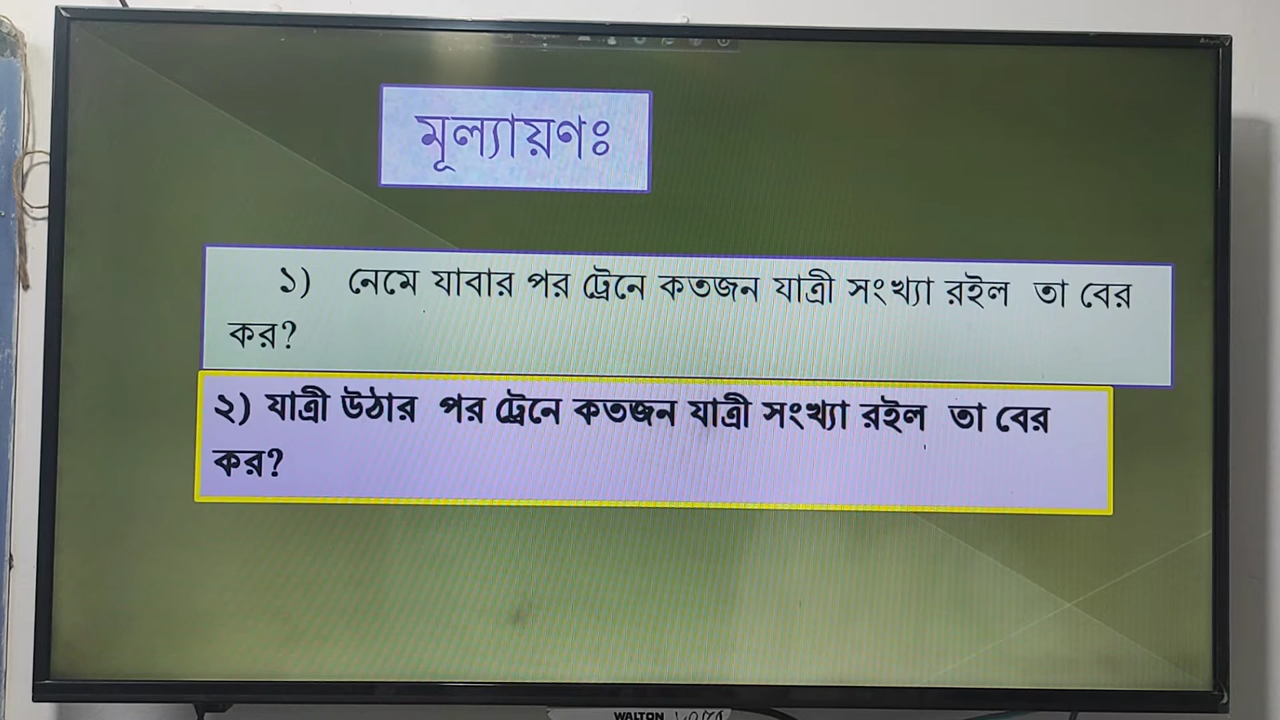 মূল্যায়ণঃ
১) নেমে যাবার পর ট্রেনে কতজন যাত্রী সংখ্যা রইল তা বের
কর?
২) যাত্রী উঠার পর ট্রেনে কতজন যাত্রী সংখ্যা রইল তা বের
কর?
WALTON